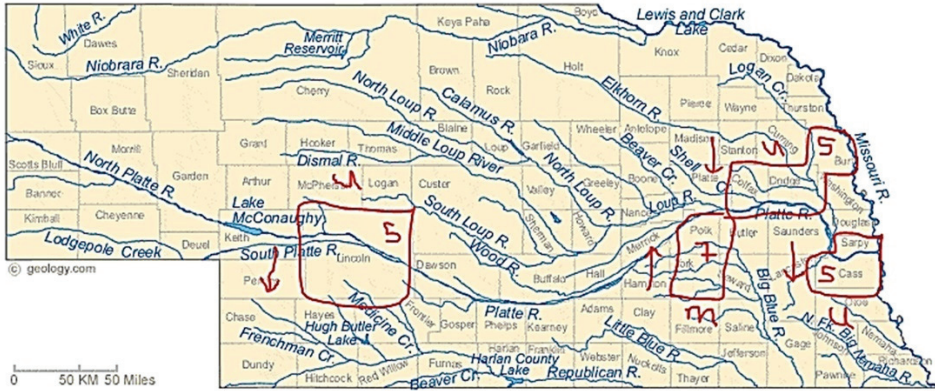 Boyd
Lewis and Clark
Lake
Keya Paha
White R.
Dawes
Merritt
Reservoir
Niobara R.
Knox
Cedar
Dixon
Sioux
Niobrara R.
Sheridan
Holt
Dakota
Brown
Rock
Logan Cr.
Cherry
Elkhorn R.
Pierce
Wayne
Thurston
Box Butte
North Loup R.
Calamus R.
Antelope
Madison
Stanton
Cuming
5
5
Burt
Missouri R.
Grant
Hooker
Thomas
Blaine
Loup
Garfield
Wheeler
Beaver Cr.
Shell
Cr.
Morrill
Middle Loup River
Dismal R.
Scotts Bluff
North Platte R.
Garden
Arthur
McPherson
Logan
Custer
Valley
North Loup R.
Greeley
Boone
Platte
Colfax
Dodge
Washington
Banner
Lake
McConaughy
South Loup R.
Sherman
Howard
Nance
Loup R.
Platte R.
Douglas
Kimball
Cheyenne
Deuel
Keith
5
Wood R.
Merrick
Polk
Butler
Saunders
Sarpy
Lodgepole Creek
South Platte R.
Lincoln
Dawson
Buffalo
Hall
7
York
Seward
Lancaster
5
Cass
© geology.com
Perkins
Platte R.
Hamilton
Big Blue R.
Otoe
Chase
Hayes
Medicine Cr.
Frontier
Gosper
Phelps
Kearney
Adams
Clay
Fillmore
Saline
N. Fk. Big Nemaha R.
Nemaha
Hugh Butler
Lake
Little Blue R.
Gage
Johnson
Frenchman Cr.
Harlan
Franklin
Harlan County
Lake
Webster
Nuckolls
Jefferson
Richardson
Dundy
Hitchcock
Red Willow
Furnas
Beaver Cr.
Republican R.
Thayer
Pawnee
0 50 KM 50 Miles